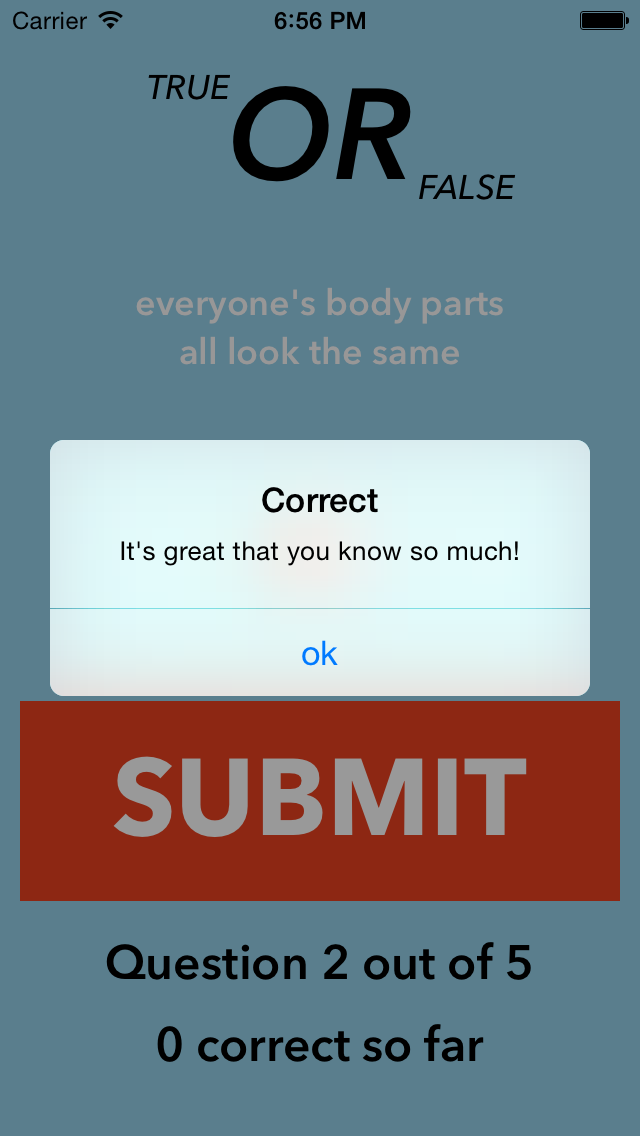 Carrier 6:56 PM
TRUE
OR
FALSE
everyone's body parts
all look the same
Correct
It's great that you know so much!
ok
SUBMIT
Question 2 out of 5
0 correct so far